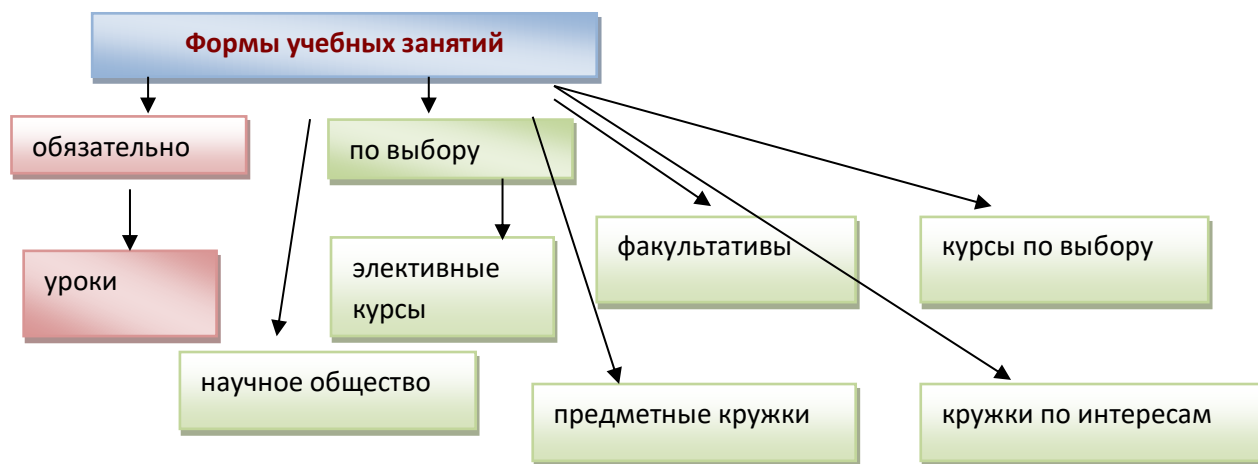 Формы учебных занятий
обязательно
по выбору
факультативы
курсы по выбору
уроки
элективные
курсы
научное общество
предметные кружки
кружки по интересам